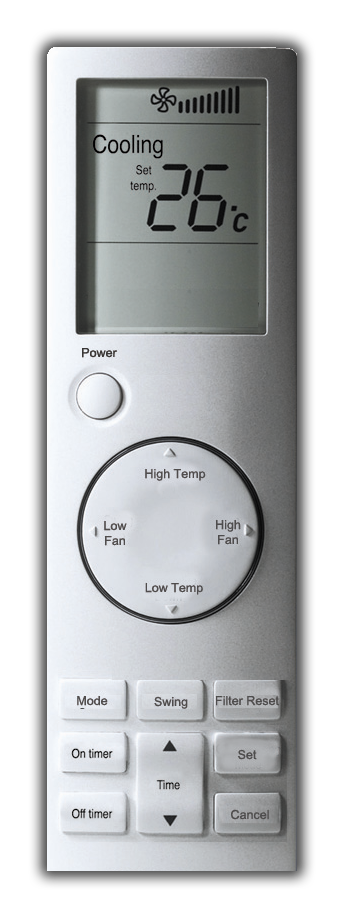 Cooling
Set
temp.
26°c
Power
High Temp
Low
Fan
High
Fan
Low Temp
Mode
Swing
Filter Reset
On timer
Time
Set
Off timer
Cancel